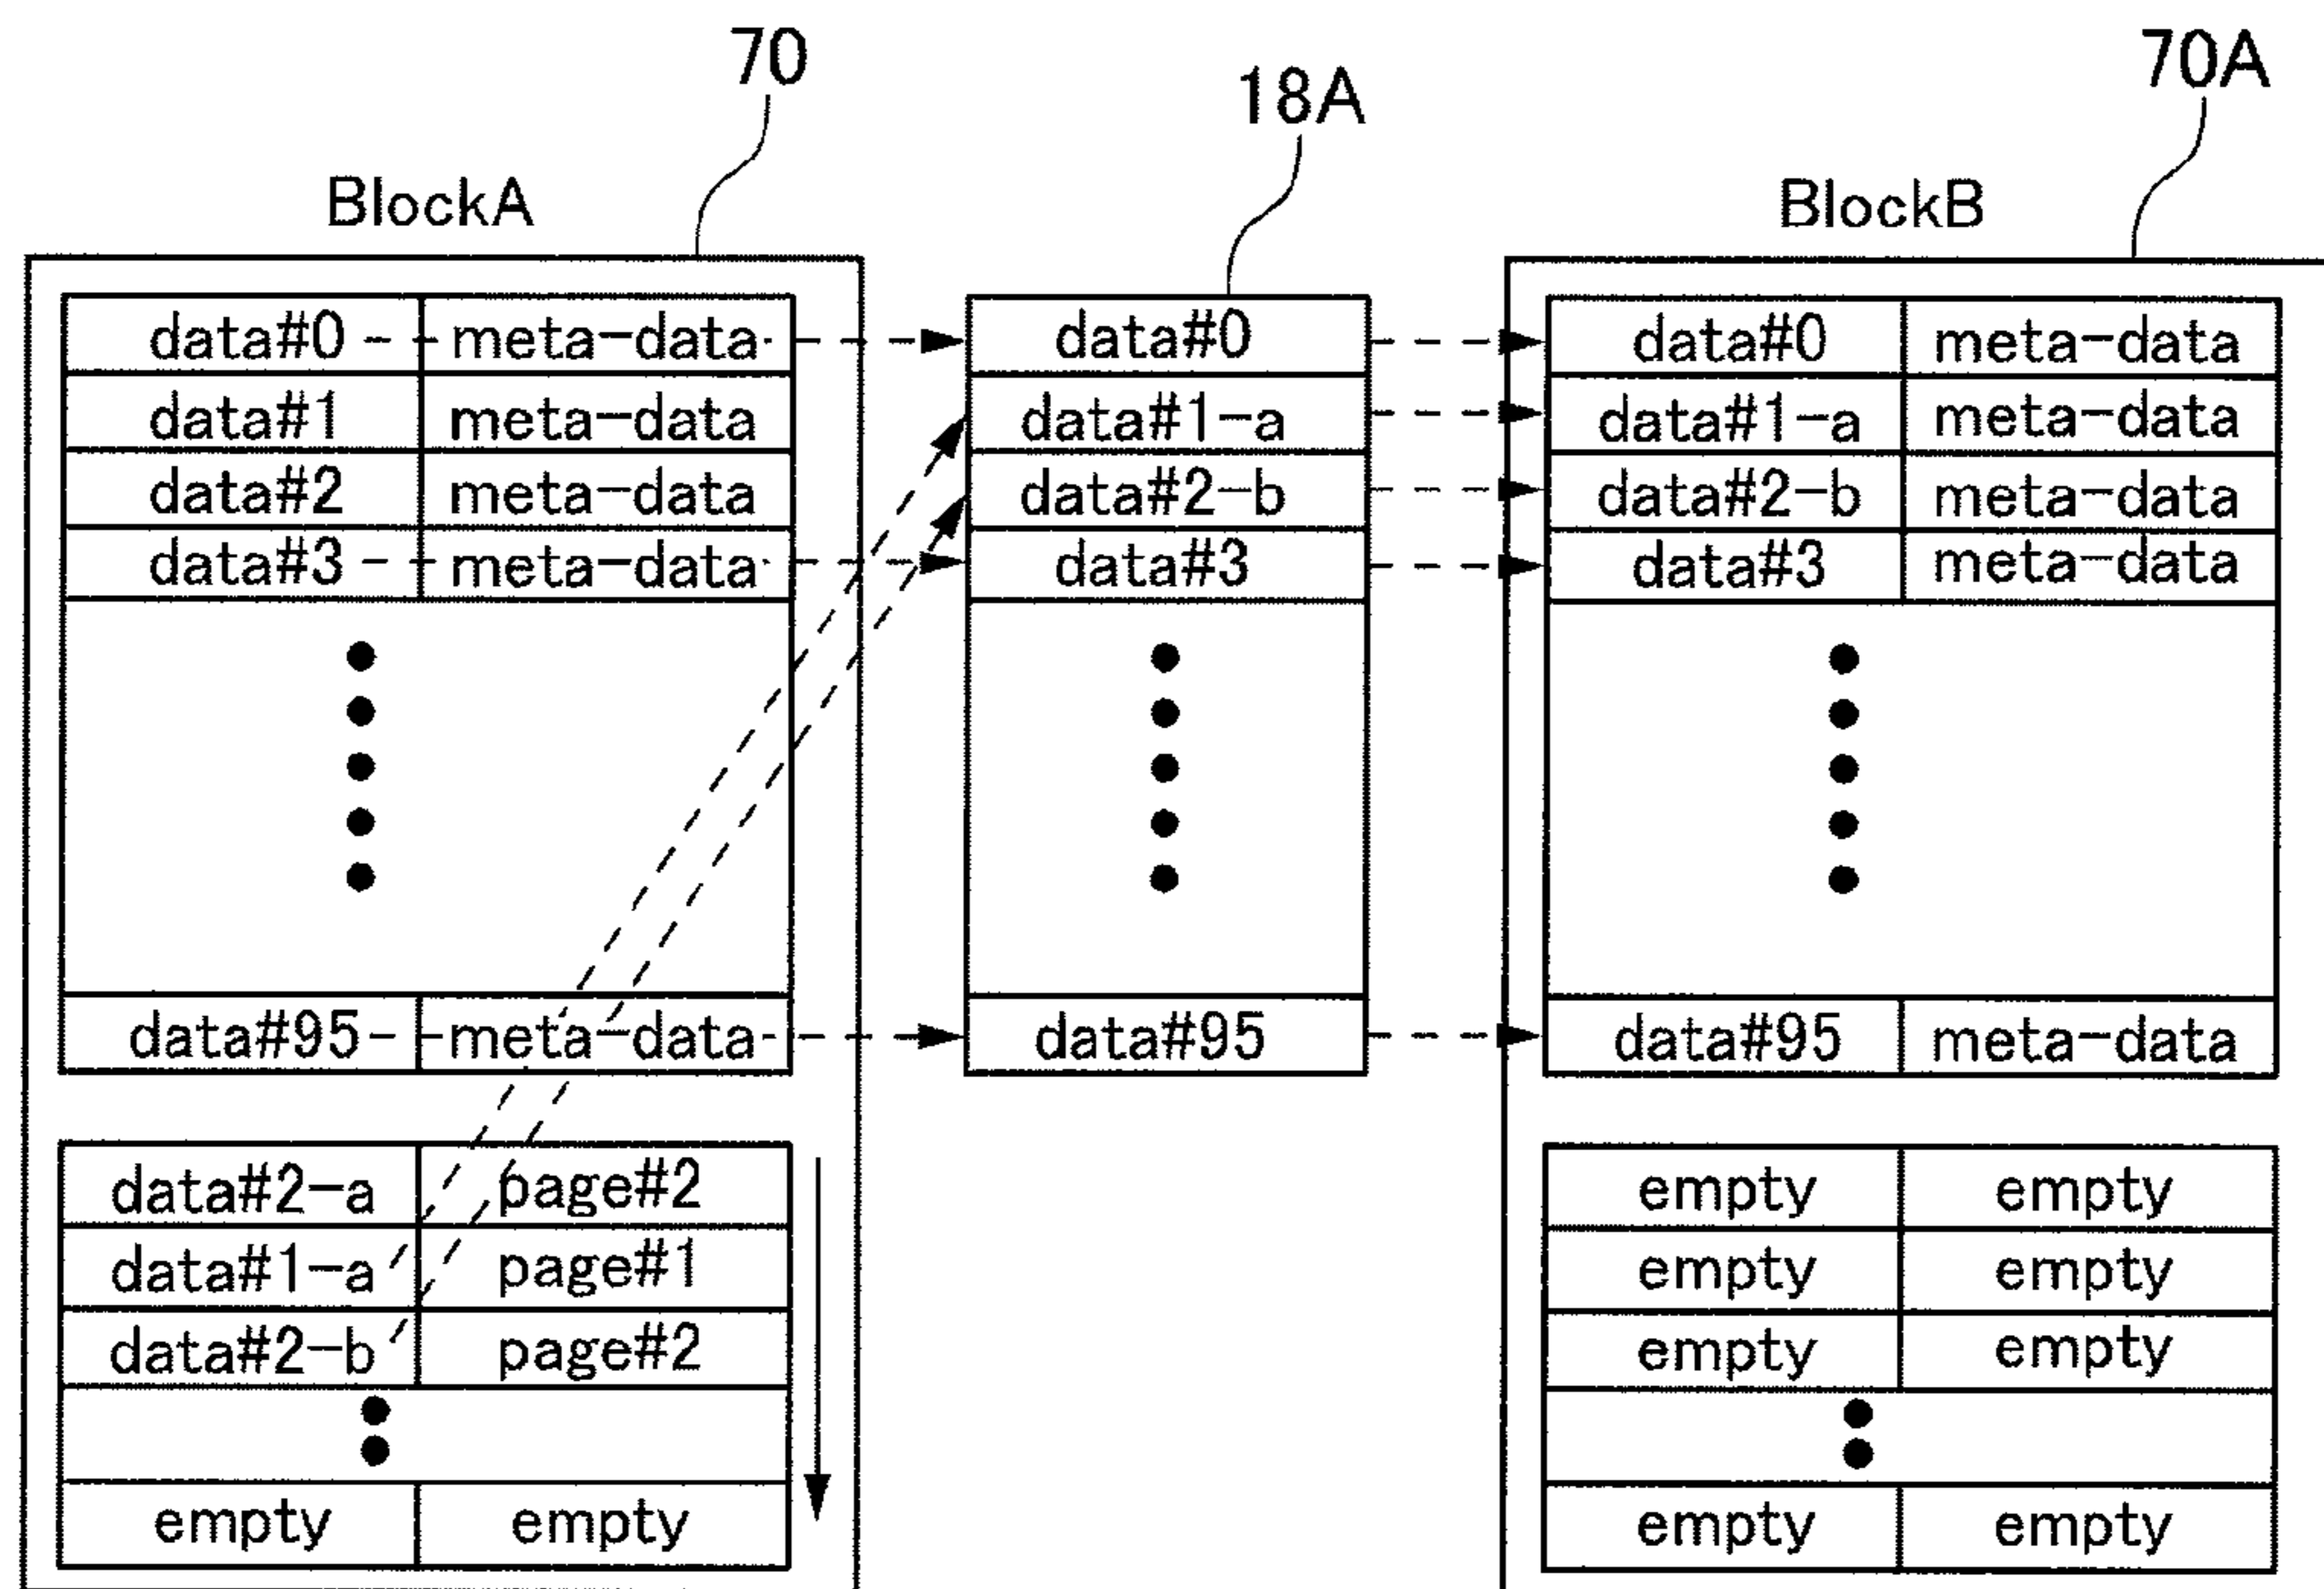 70
18A
70A
BlockA
BlockB
data#0 meta-data data#0 data#0 meta-data
data#1 meta-data data#1-a data#1-a meta-data
data#2 meta-data data#2-b data#2-b meta-data
data#3 meta-data data#3 data#3 meta-data
data#95 meta-data data#95 data#95 meta-data
data#2-a page#2 empty empty
data#1-a page#1 empty empty
data#2-b page#2 empty empty
empty empty empty empty